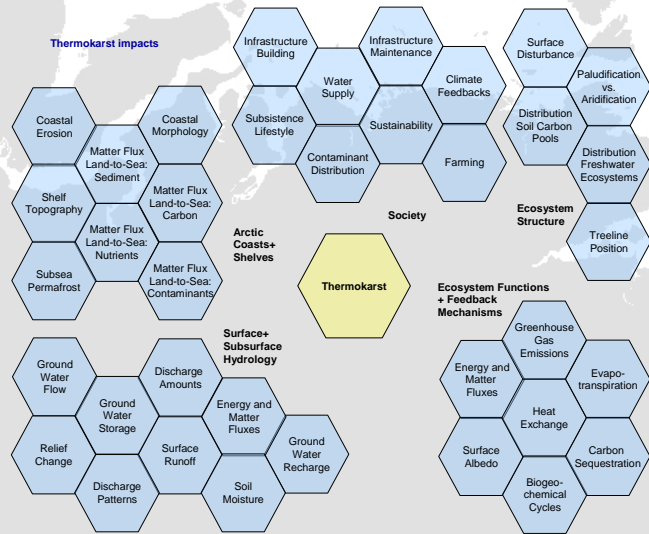 Thermokarst impacts
Infrastructure
Building
Infrastructure
Maintenance
Water
Supply
Climate
Feedbacks
Subsistence
Lifestyle
Sustainability
Contaminant
Distribution
Farming
Society
Surface
Disturbance
Paludification
vs.
Aridification
Distribution
Soil Carbon
Pools
Distribution
Freshwater
Ecosystems
Treeline
Position
Ecosystem
Structure
Coastal
Erosion
Coastal
Morphology
Matter Flux
Land-to-Sea:
Sediment
Shelf
Topography
Matter Flux
Land-to-Sea:
Carbon
Matter Flux
Land-to-Sea:
Nutrients
Subsea
Permafrost
Matter Flux
Land-to-Sea:
Contaminants
Arctic
Coasts+
Shelves
Thermokarst
Ecosystem Functions
+ Feedback
Mechanisms
Greenhouse
Gas
Emissions
Energy and
Matter
Fluxes
Evapo-
transpiration
Heat
Exchange
Surface
Albedo
Carbon
Sequestration
Biogeo-
chemical
Cycles
Surface+
Subsurface
Hydrology
Ground
Water
Flow
Discharge
Amounts
Ground
Water
Storage
Energy and
Matter
Fluxes
Relief
Change
Surface
Runoff
Ground
Water
Recharge
Discharge
Patterns
Soil
Moisture